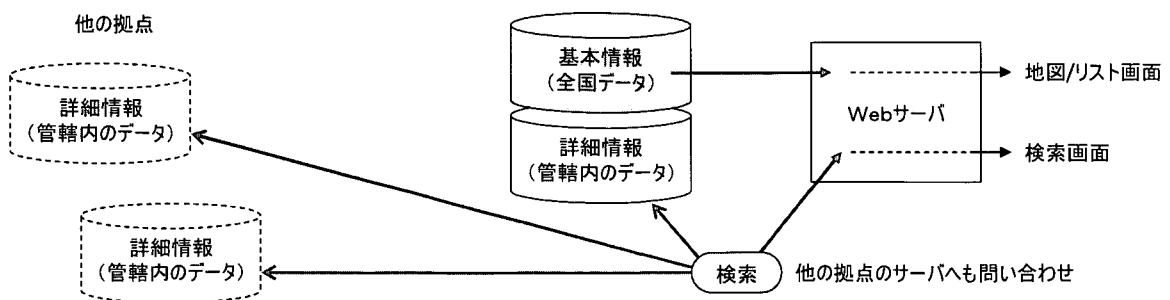 他の拠点
詳細情報
(管轄内のデータ)
詳細情報
(管轄内のデータ)
基本情報
(全国データ)
詳細情報
(管轄内のデータ)
Webサーバ
地図/リスト画面
検索画面
検索
他の拠点のサーバへも問い合わせ